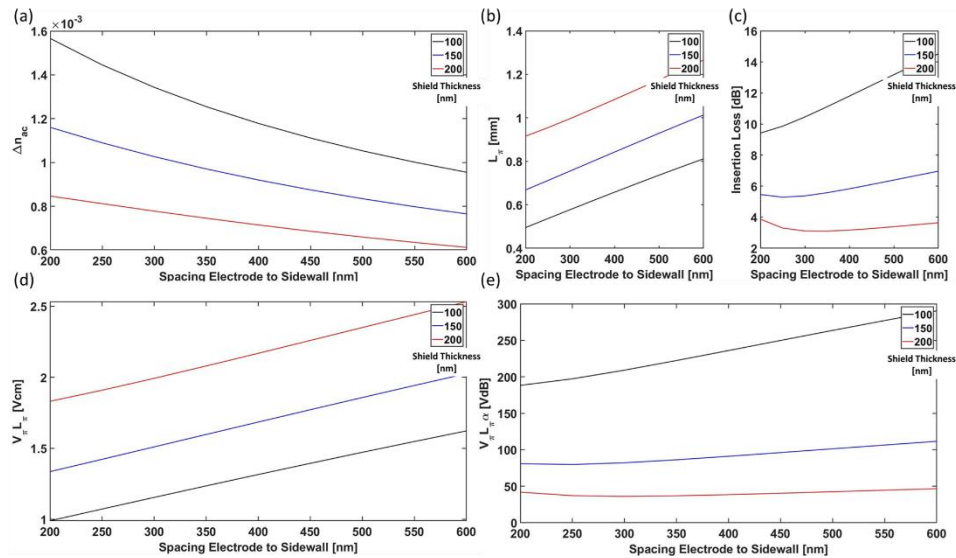 (a)
×10⁻³
1.6
1.4
1.2
1
0.8
0.6
Δn_ac
100
150
200
Shield Thickness
[nm]
200 250 300 350 400 450 500 550 600
Spacing Electrode to Sidewall [nm]
(b)
1.4
1.2
1
0.8
0.6
0.4
L_π [mm]
100
150
200
Shield Thickness
[nm]
200 300 400 500 600
Spacing Electrode to Sidewall [nm]
(c)
16
14
12
10
8
6
4
2
Insertion Loss [dB]
100
150
200
Shield Thickness
[nm]
200 300 400 500 600
Spacing Electrode to Sidewall [nm]
(d)
2.5
2
1.5
1
V_π L_π [Vcm]
100
150
200
Shield Thickness
[nm]
200 250 300 350 400 450 500 550 600
Spacing Electrode to Sidewall [nm]
(e)
300
250
200
150
100
50
0
V_π L_π α [VdB]
100
150
200
Shield Thickness
[nm]
200 250 300 350 400 450 500 550 600
Spacing Electrode to Sidewall [nm]